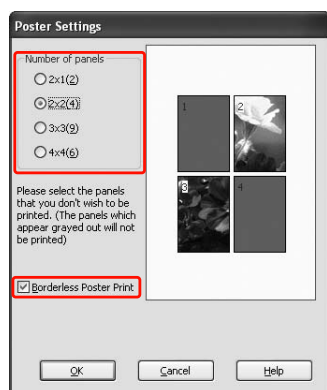 Poster Settings
Number of panels
2x1(2)
2x2(4)
3x3(9)
4x4(6)
1
2
3
4
Please select the panels
that you don't wish to be
printed. (The panels which
appear grayed out will not
be printed)
Borderless Poster Print
OK
Cancel
Help